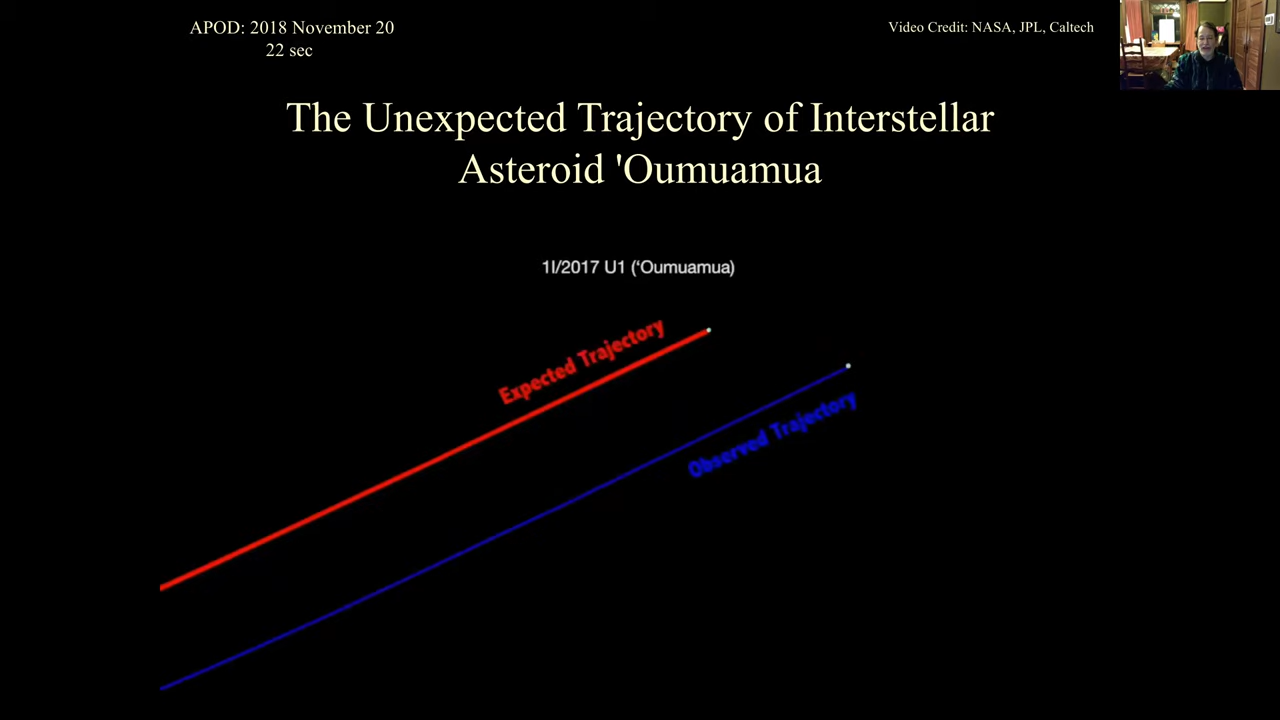 APOD: 2018 November 20
22 sec
Video Credit: NASA, JPL, Caltech
The Unexpected Trajectory of Interstellar
Asteroid 'Oumuamua
1I/2017 U1 (‘Oumuamua)
Expected Trajectory
Observed Trajectory